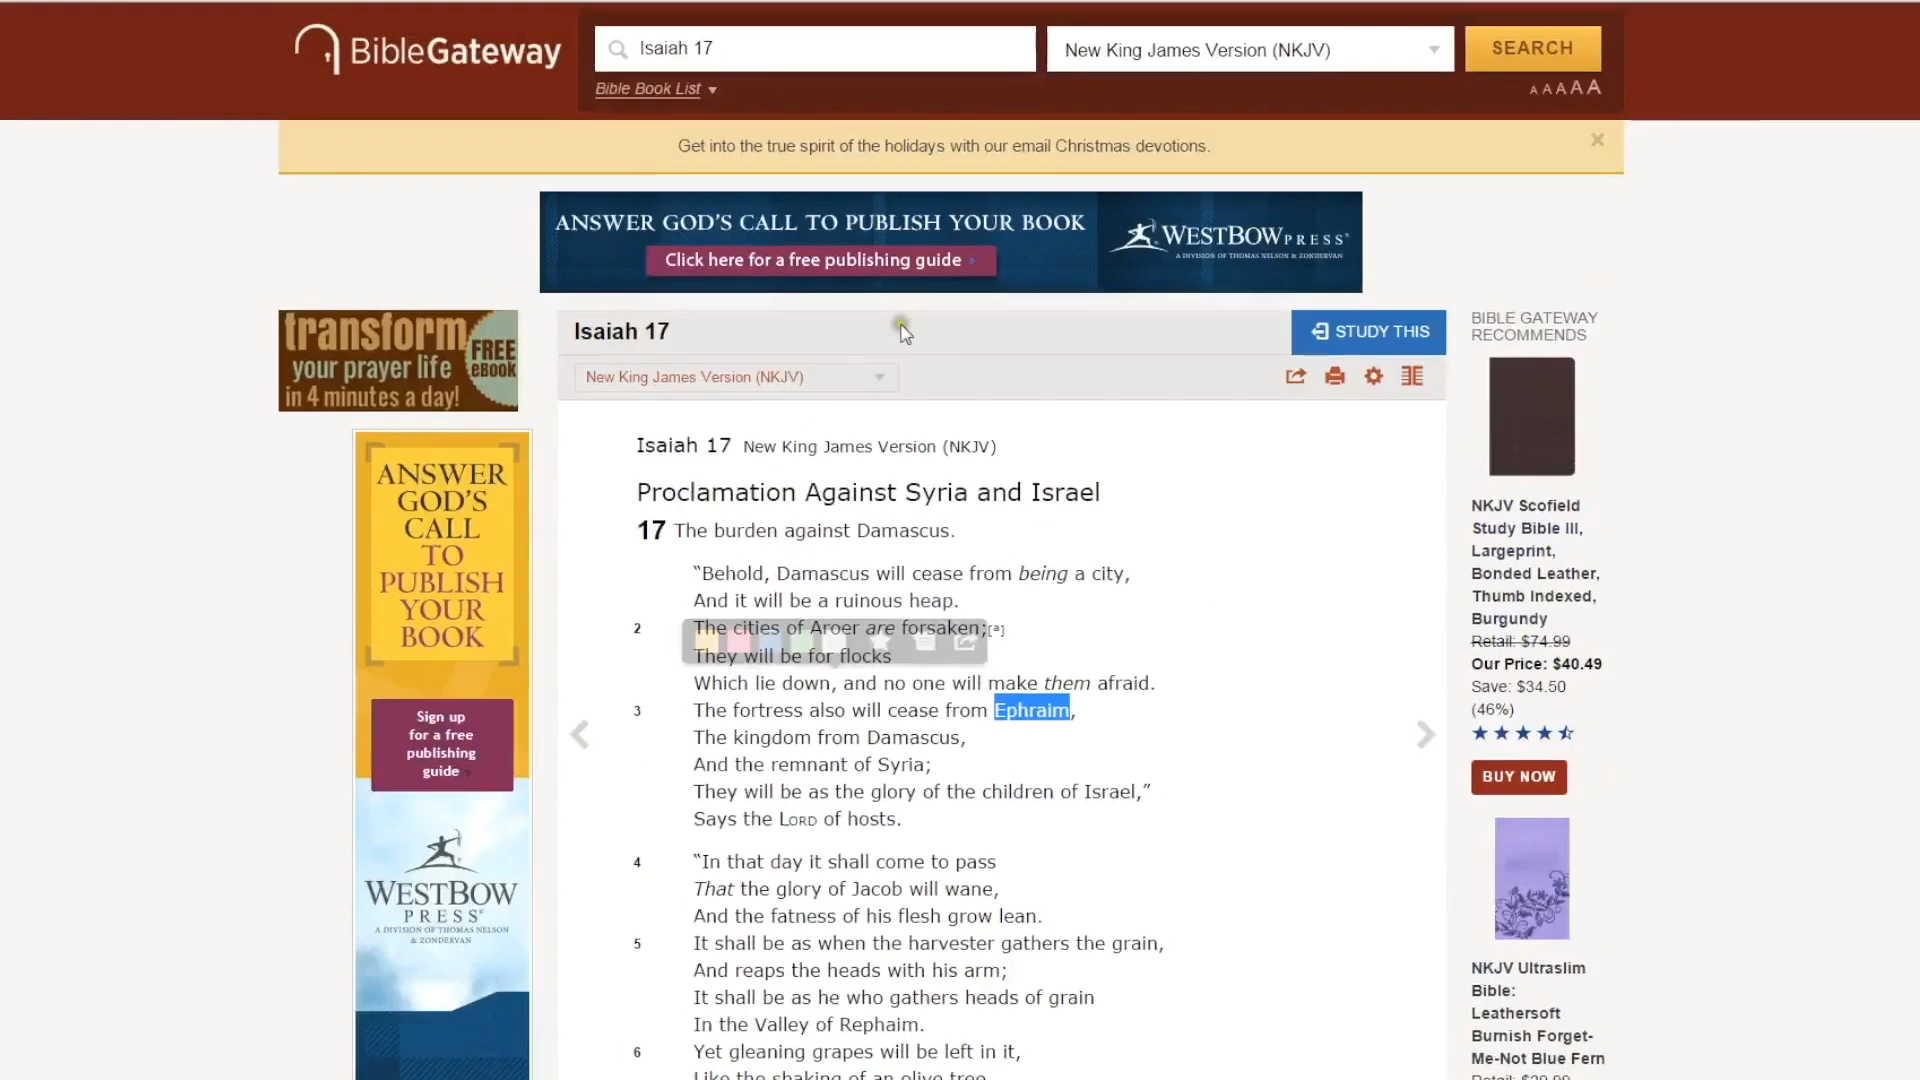 BibleGateway
Isaiah 17
New King James Version (NKJV)
SEARCH
Bible Book List
A A A A A
Get into the true spirit of the holidays with our email Christmas devotions.
×
ANSWER GOD'S CALL TO PUBLISH YOUR BOOK
Click here for a free publishing guide >
WESTBOW PRESS®
A DIVISION OF THOMAS NELSON & ZONDERVAN
transform
your prayer life
in 4 minutes a day!
FREE
eBOOK
ANSWER
GOD'S
CALL
TO
PUBLISH
YOUR
BOOK
Sign up
for a free
publishing
guide >
WESTBOW
PRESS®
A DIVISION OF THOMAS NELSON
& ZONDERVAN
Isaiah 17
STUDY THIS
New King James Version (NKJV)
Isaiah 17 New King James Version (NKJV)
Proclamation Against Syria and Israel
17 The burden against Damascus.
“Behold, Damascus will cease from being a city,
And it will be a ruinous heap.
2 The cities of Aroer are forsaken;[a]
They will be for flocks
Which lie down, and no one will make them afraid.
3 The fortress also will cease from Ephraim,
The kingdom from Damascus,
And the remnant of Syria;
They will be as the glory of the children of Israel,”
Says the LORD of hosts.
4 “In that day it shall come to pass
That the glory of Jacob will wane,
And the fatness of his flesh grow lean.
5 It shall be as when the harvester gathers the grain,
And reaps the heads with his arm;
It shall be as he who gathers heads of grain
In the Valley of Rephaim.
6 Yet gleaning grapes will be left in it,
Like the shaking of an olive tree,
BIBLE GATEWAY
RECOMMENDS
NKJV Scofield
Study Bible III,
Largeprint,
Bonded Leather,
Thumb Indexed,
Burgundy
Retail: $74.99
Our Price: $40.49
Save: $34.50
(46%)
BUY NOW
NKJV Ultraslim
Bible:
Leathersoft
Burnish Forget-
Me-Not Blue Fern
Retail: $29.99